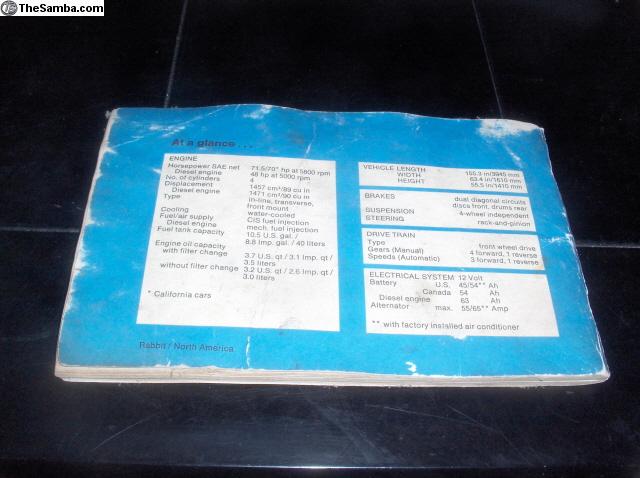 TheSamba.com
At a glance . . .
ENGINE
Horsepower SAE net 71.5/70* hp at 5800 rpm
Diesel engine 48 hp at 5000 rpm
No. of cylinders 4
Displacement 1457 cm³/89 cu in
Diesel engine 1471 cm³/90 cu in
Type in-line, transverse,
front mount
Cooling water-cooled
Fuel/air supply CIS fuel injection
Diesel engine mech. fuel injection
Fuel tank capacity 10.5 gal. /
8.8 Imp. gal. / 40 liters
Engine oil capacity
with filter change 3.7 U.S. qt / 3.1 Imp. qt /
3.5 liters
without filter change 3.2 U.S. qt / 2.6 Imp. qt /
3.0 liters
* California cars
VEHICLE LENGTH 155.3 in/3945 mm
WIDTH 63.4 in/1610 mm
HEIGHT 55.5 in/1410 mm
BRAKES dual diagonal circuits
discs front, drums rear
SUSPENSION 4-wheel independent
STEERING rack-and-pinion
DRIVE TRAIN
Type front wheel drive
Gears (Manual) 4 forward, 1 reverse
Speeds (Automatic) 3 forward, 1 reverse
ELECTRICAL SYSTEM 12 Volt
Battery U.S. 45/54** Ah
Canada 54 Ah
Diesel engine 63 Ah
Alternator max. 55/65** Amp
** with factory installed air conditioner
Rabbit / North America